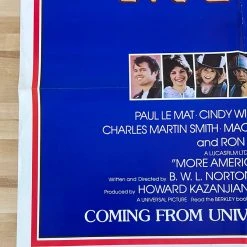 PAUL LE MAT · CINDY WI
CHARLES MARTIN SMITH · MAC
and RON
A LUCASFILM LTD
"MORE AMERIC
Written and Directed by B. W. L. NORTON
Produced by HOWARD KAZANJIAN
A UNIVERSAL PICTURE Read the BERKLEY book
COMING FROM UNIV